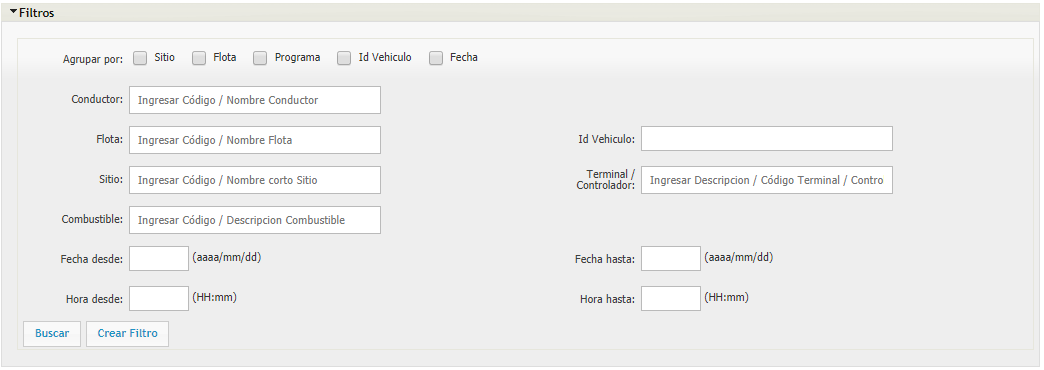 Filtros
Agrupar por: Sitio Flota Programa Id Vehiculo Fecha
Conductor: Ingresar Código / Nombre Conductor
Flota: Ingresar Código / Nombre Flota Id Vehiculo:
Sitio: Ingresar Código / Nombre corto Sitio Terminal / Controlador: Ingresar Descripcion / Código Terminal / Contro
Combustible: Ingresar Código / Descripcion Combustible
Fecha desde: (aaaa/mm/dd) Fecha hasta: (aaaa/mm/dd)
Hora desde: (HH:mm) Hora hasta: (HH:mm)
Buscar Crear Filtro